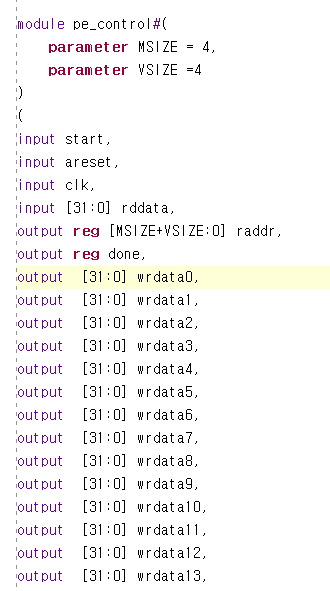 module pe_control#(
    parameter MSIZE = 4,
    parameter VSIZE =4
)
(
input start,
input areset,
input clk,
input [31:0] rddata,
output reg [MSIZE+VSIZE:0] raddr,
output reg done,
output  [31:0] wrdata0,
output  [31:0] wrdata1,
output  [31:0] wrdata2,
output  [31:0] wrdata3,
output  [31:0] wrdata4,
output  [31:0] wrdata5,
output  [31:0] wrdata6,
output  [31:0] wrdata7,
output  [31:0] wrdata8,
output  [31:0] wrdata9,
output  [31:0] wrdata10,
output  [31:0] wrdata11,
output  [31:0] wrdata12,
output  [31:0] wrdata13,